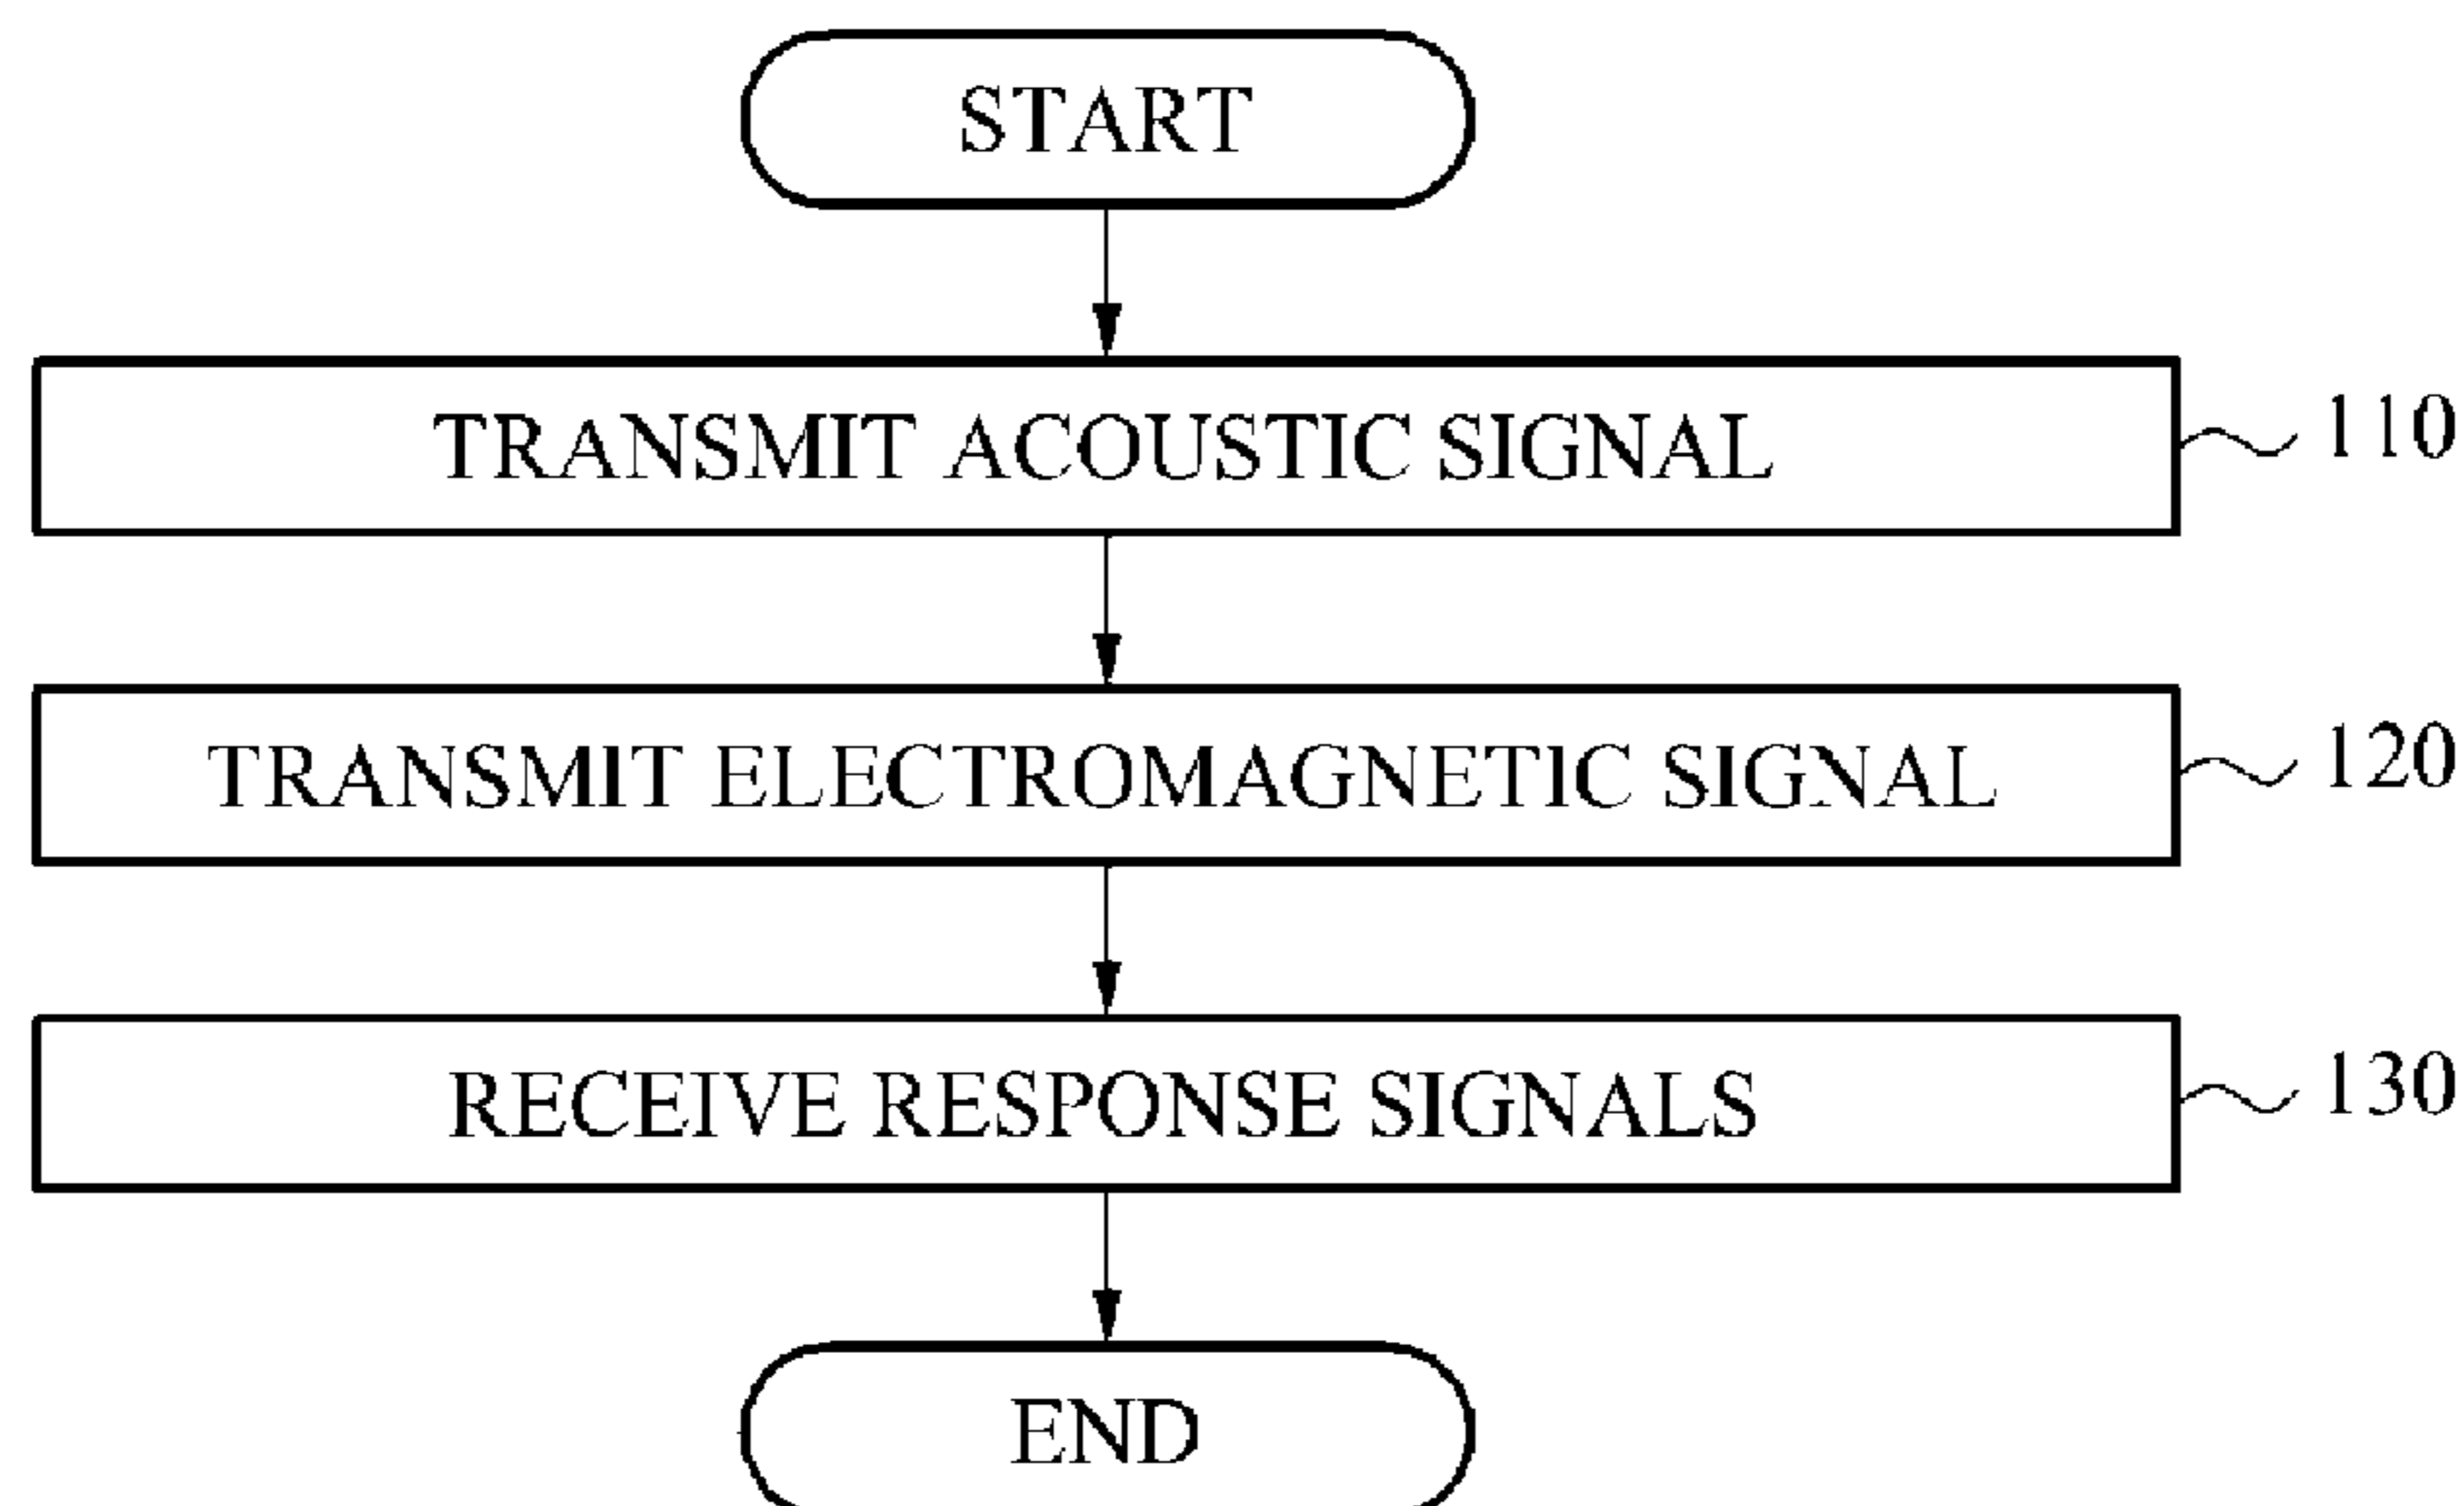 START
TRANSMIT ACOUSTIC SIGNAL
110
TRANSMIT ELECTROMAGNETIC SIGNAL
120
RECEIVE RESPONSE SIGNALS
130
END